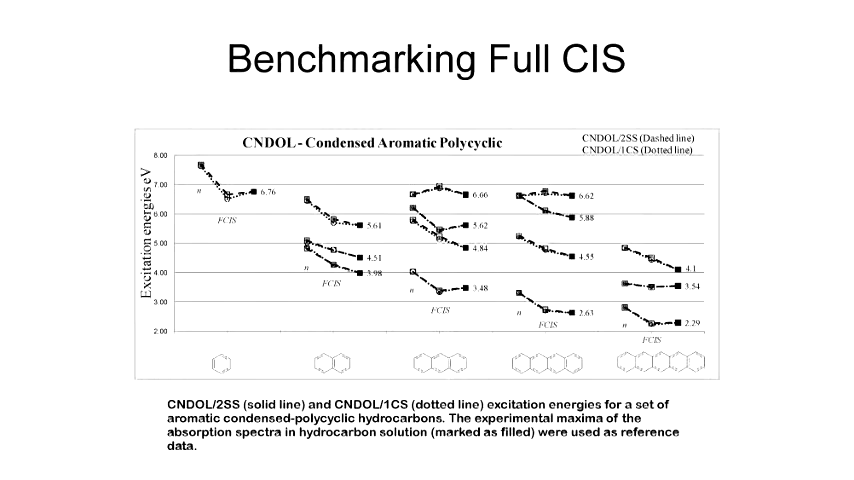 Benchmarking Full CIS
CNDOL - Condensed Aromatic Polycyclic
CNDOL/2SS (Dashed line)
CNDOL/1CS (Dotted line)
Excitation energies eV
8.00
7.00
6.00
5.00
4.00
3.00
2.00
n
FCIS
6.76
5.61
4.51
3.98
n
FCIS
6.66
5.62
4.84
3.48
n
FCIS
6.62
5.88
4.55
2.63
n
FCIS
4.1
3.54
2.29
n
FCIS
CNDOL/2SS (solid line) and CNDOL/1CS (dotted line) excitation energies for a set of
aromatic condensed-polycyclic hydrocarbons. The experimental maxima of the
absorption spectra in hydrocarbon solution (marked as filled) were used as reference
data.